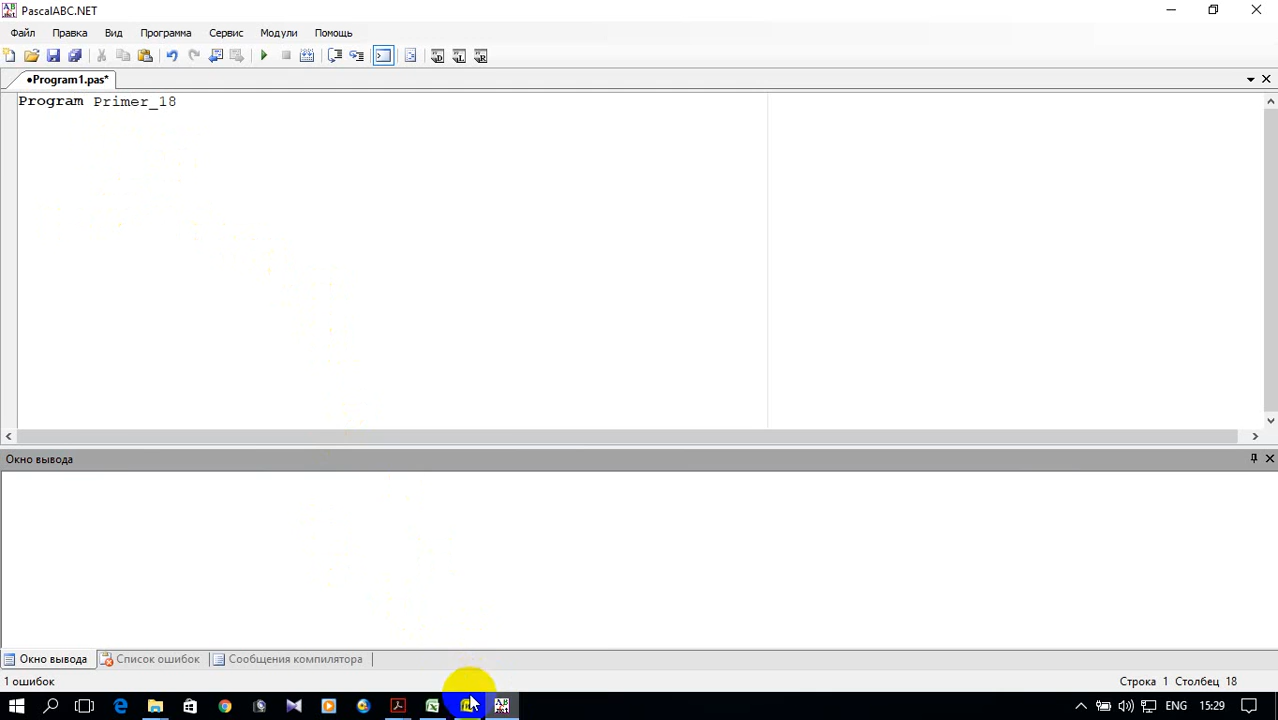 PascalABC.NET
Файл Правка Вид Программа Сервис Модули Помощь
•Program1.pas*
Program Primer_18
Окно вывода
Окно вывода Список ошибок Сообщения компилятора
1 ошибок Строка 1 Столбец 18
ENG 15:29